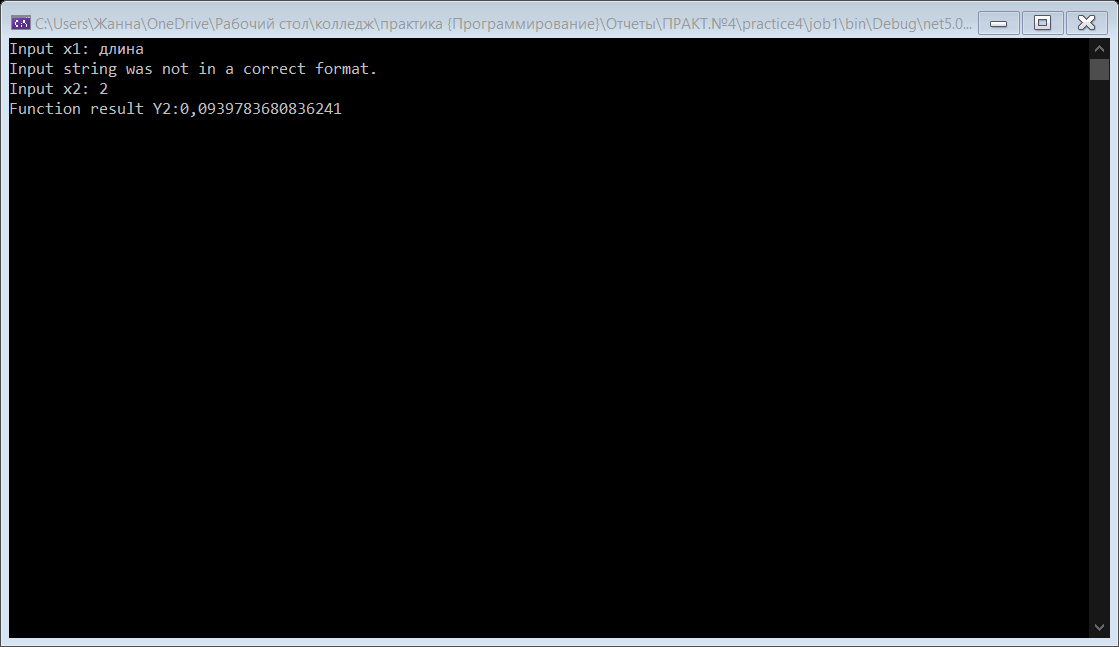 C:\Users\Жанна\OneDrive\Рабочий стол\колледж\практика {Программирование}\Отчеты\ПРАКТ.№4\practice4\job1\bin\Debug\net5.0...
Input x1: длина
Input string was not in a correct format.
Input x2: 2
Function result Y2:0,0939783680836241